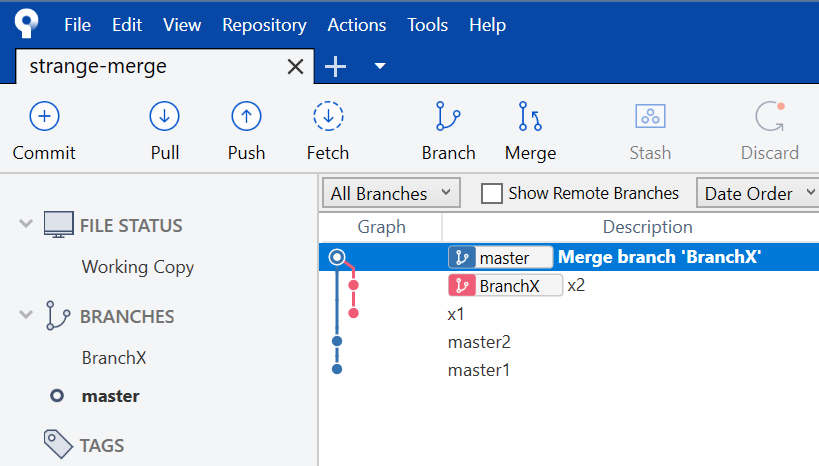 File Edit View Repository Actions Tools Help
strange-merge
Commit Pull Push Fetch Branch Merge Stash Discard
All Branches Show Remote Branches Date Order
Graph Description
FILE STATUS
Working Copy
BRANCHES
BranchX
master
TAGS
master Merge branch 'BranchX'
BranchX x2
x1
master2
master1